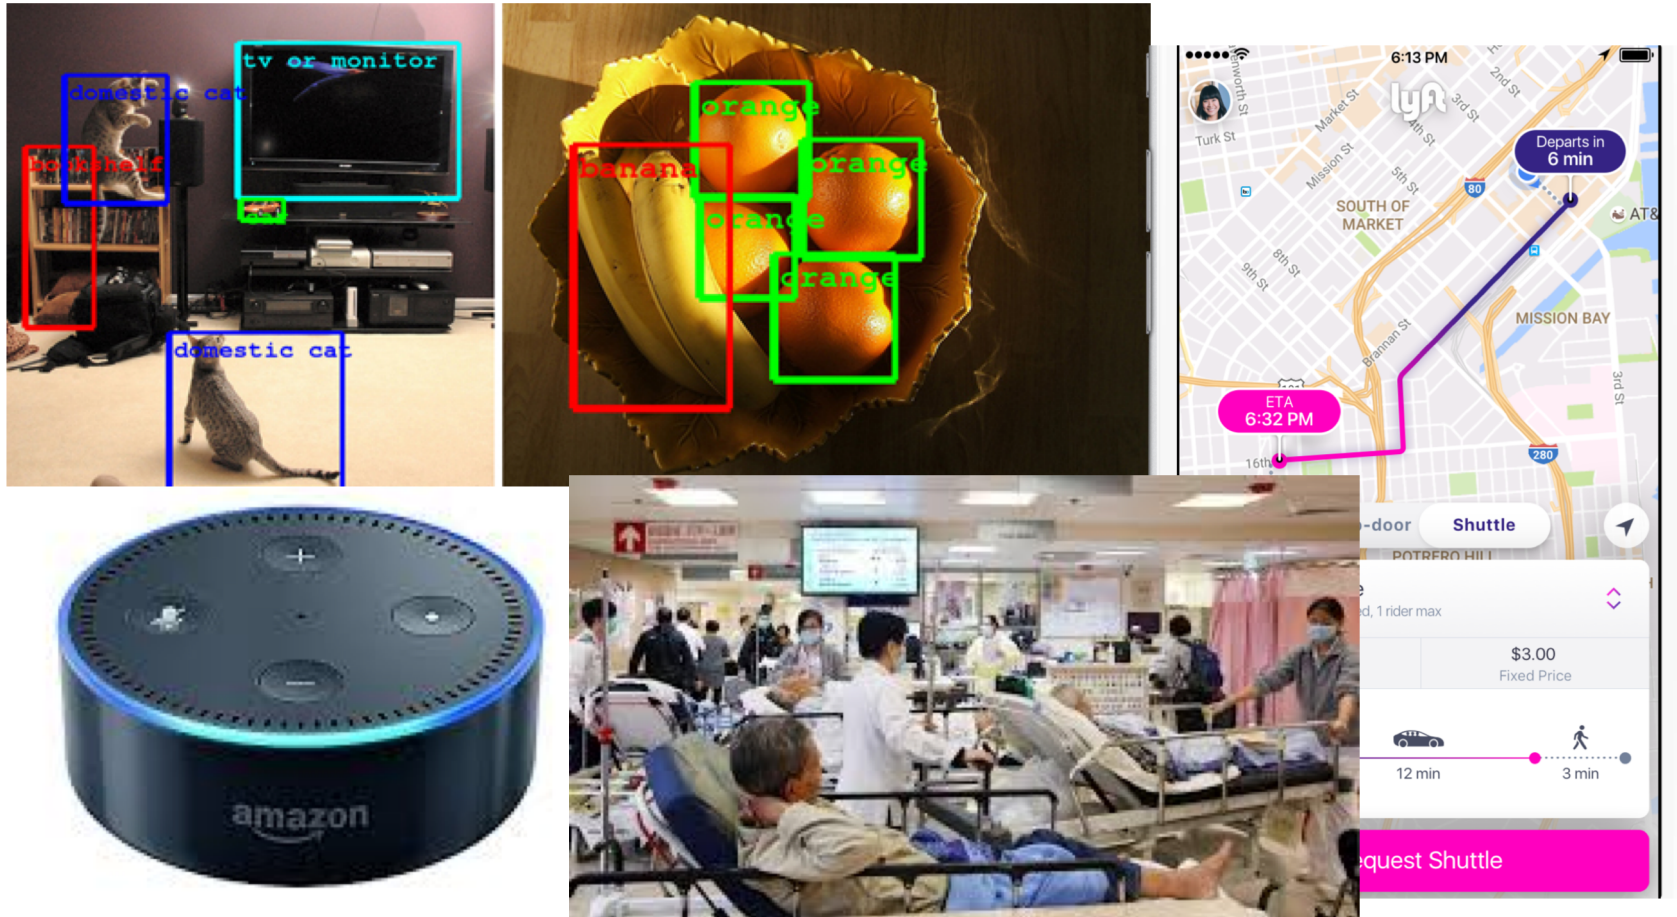 tv or monitor
domestic cat
bookshelf
car
domestic cat
orange
orange
banana
orange
orange
6:13 PM
lyft
2nd St
3rd St
Market St
4th St
Turk St
Mission St
5th St
Departs in
6 min
80
SOUTH OF
MARKET
AT&
8th St
9th St
MISSION BAY
Brannan St
3rd St
ETA
6:32 PM
16th
280
-door
Shuttle
POTRERO HILL
ed, 1 rider max
$3.00
Fixed Price
12 min
3 min
equest Shuttle
amazon